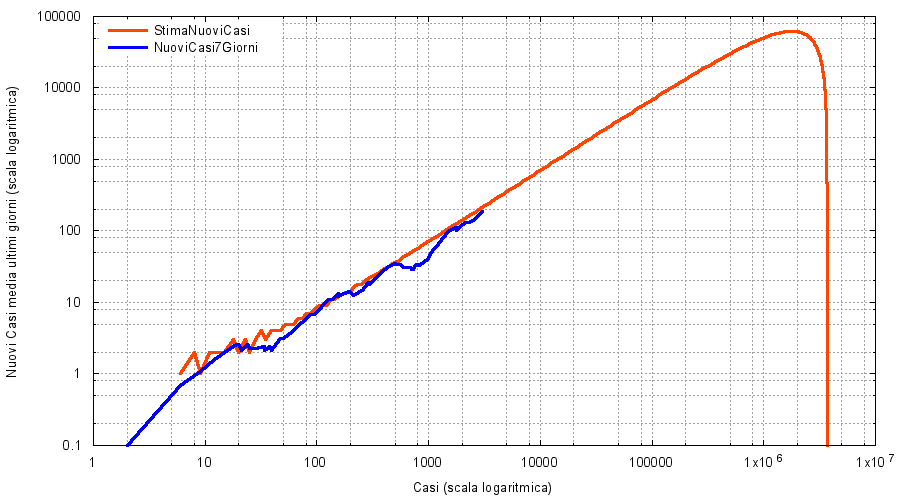 100000
10000
1000
100
10
1
0.1
StimaNuoviCasi
NuoviCasi7Giorni
Nuovi Casi media ultimi giorni (scala logaritmica)
1 10 100 1000 10000 100000 1x10 6 1x10 7
Casi (scala logaritmica)